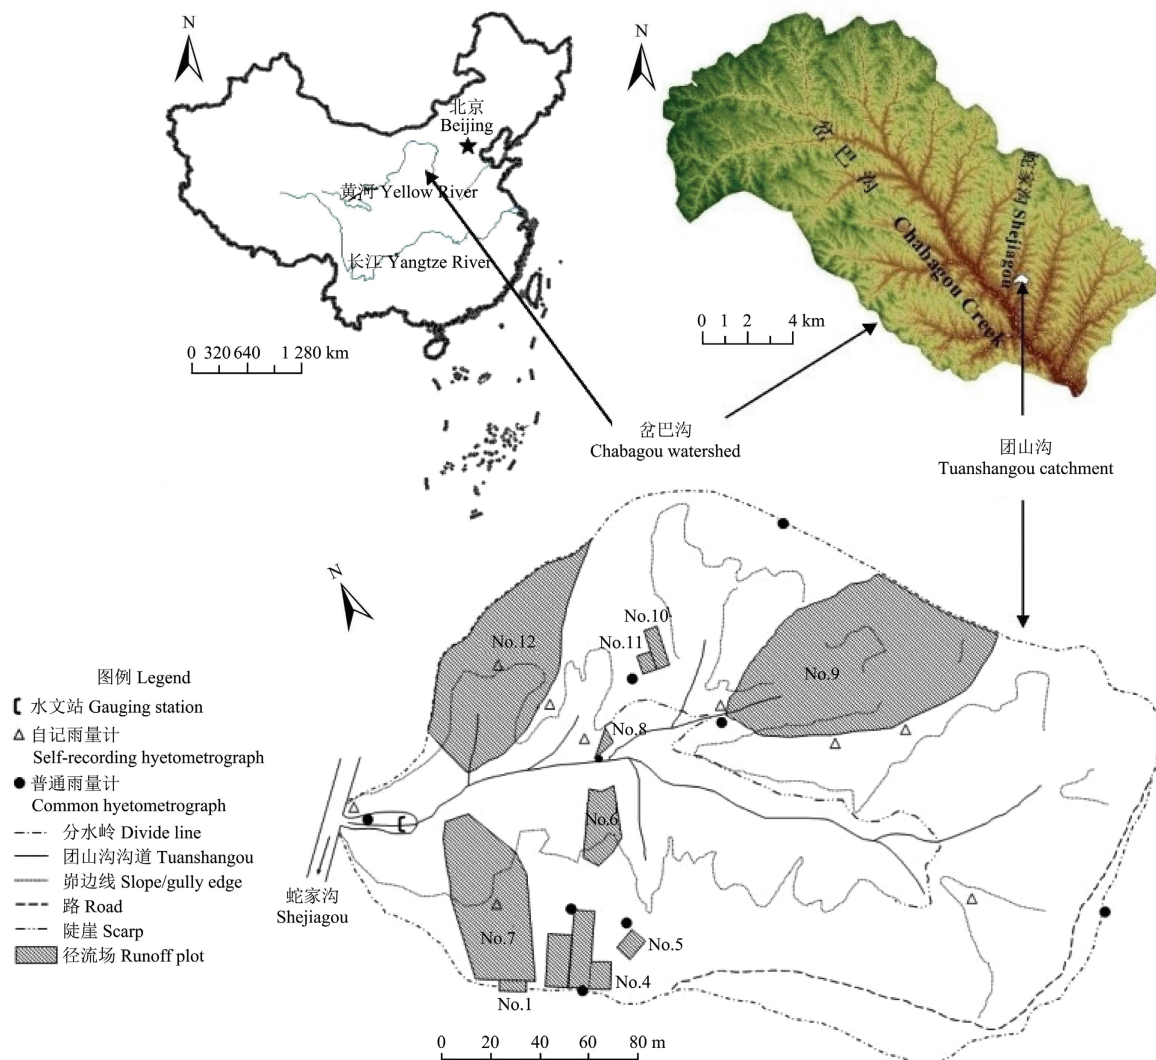 N
北京
Beijing
黄河 Yellow River
长江 Yangtze River
0 320 640 1 280 km
N
岔巴沟
Chabagou Creek
蛇家沟 Shejiagou
0 1 2 4 km
岔巴沟
Chabagou watershed
团山沟
Tuanshangou catchment
N
No.10
No.11
No.12
No.9
No.8
No.6
No.7
No.5
No.4
No.1
蛇家沟
Shejiagou
图例 Legend
水文站 Gauging station
自记雨量计
Self-recording hyetometrograph
普通雨量计
Common hyetometrograph
分水岭 Divide line
团山沟沟道 Tuanshangou
峁边线 Slope/gully edge
路 Road
陡崖 Scarp
径流场 Runoff plot
0 20 40 60 80 m